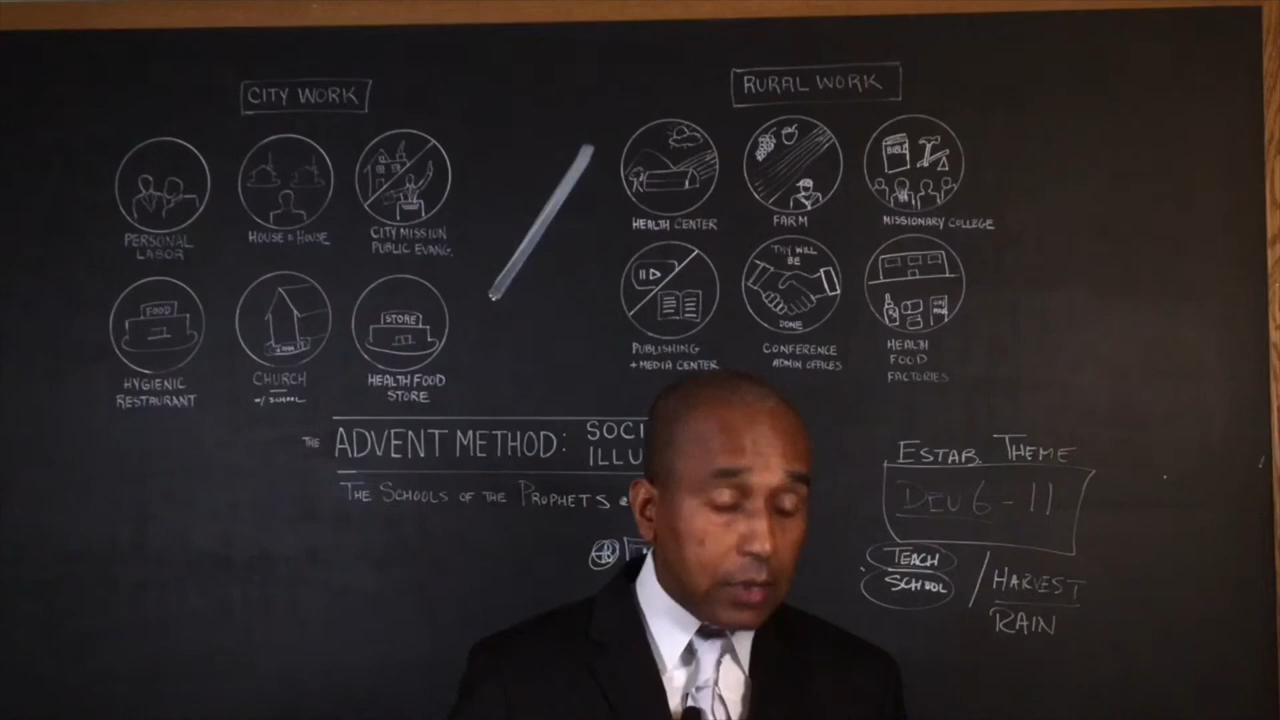 CITY WORK
PERSONAL
LABOR
HOUSE 2 HOUSE
CITY MISSION
PUBLIC EVANG.
FOOD
HYGIENIC
RESTAURANT
CHURCH
w/ SCHOOL
STORE
HEALTH FOOD
STORE
RURAL WORK
HEALTH CENTER
FARM
BIBLE
MISSIONARY COLLEGE
PUBLISHING
+ MEDIA CENTER
THY WILL
BE
DONE
CONFERENCE
ADMIN OFFICES
HEALTH
FOOD
FACTORIES
THE ADVENT METHOD: SOCI
ILLU
THE SCHOOLS OF THE PROPHETS
ESTAB. THEME
DEU 6 - 11
TEACH
SCHOOL
/ HARVEST
RAIN